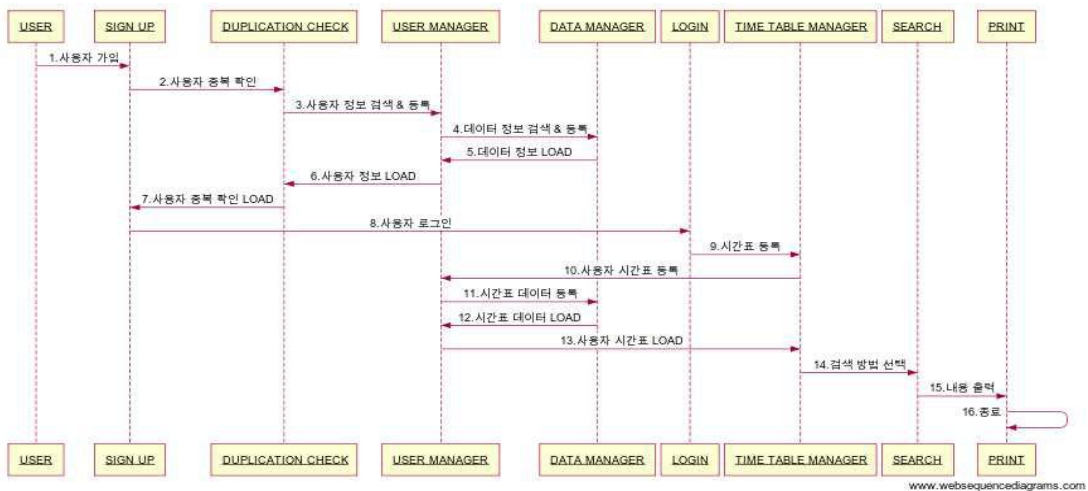 USER SIGN UP DUPLICATION CHECK USER MANAGER DATA MANAGER LOGIN TIME TABLE MANAGER SEARCH PRINT
1.사용자 가입
2.사용자 중복 확인
3.사용자 정보 검색 & 등록
4.데이터 정보 검색 & 등록
5.데이터 정보 LOAD
6.사용자 정보 LOAD
7.사용자 중복 확인 LOAD
8.사용자 로그인
9.시간표 등록
10.사용자 시간표 등록
11.시간표 데이터 등록
12.시간표 데이터 LOAD
13.사용자 시간표 LOAD
14.검색 방법 선택
15.내용 출력
16.종료
USER SIGN UP DUPLICATION CHECK USER MANAGER DATA MANAGER LOGIN TIME TABLE MANAGER SEARCH PRINT
www.websequencediagrams.com